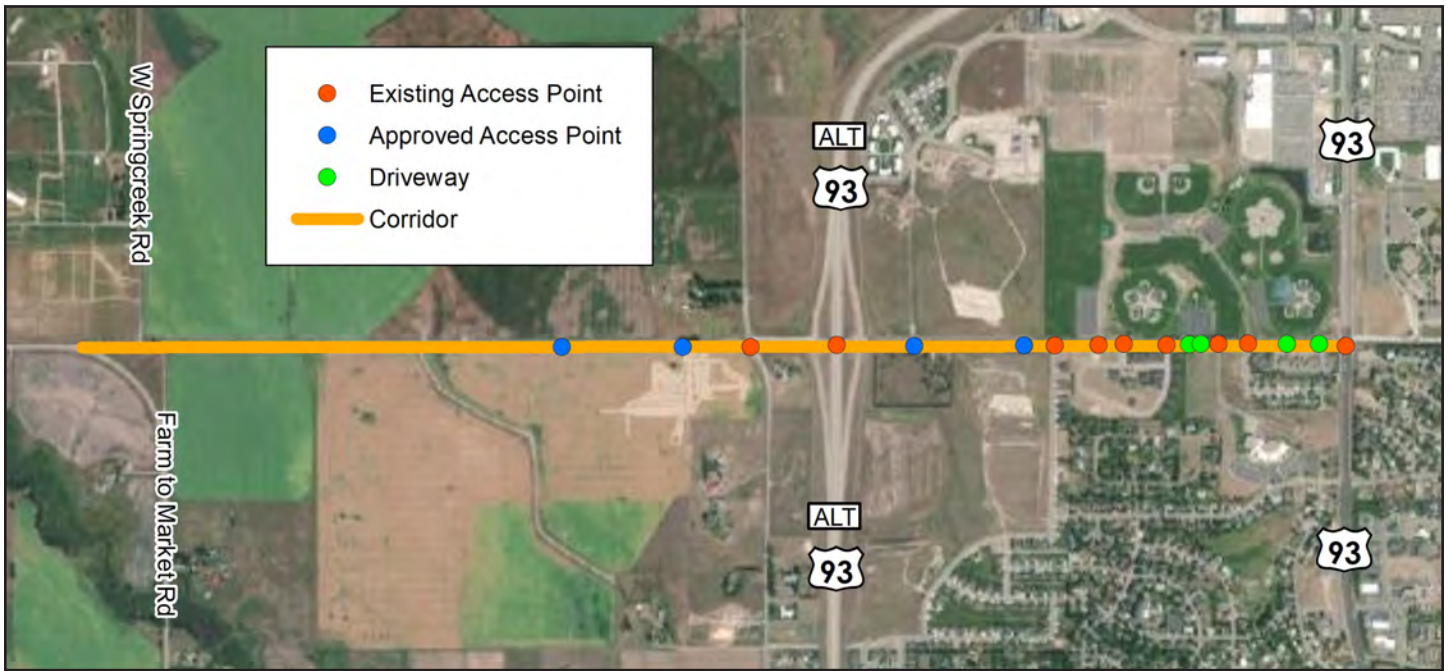 W Springcreek Rd
Existing Access Point
Approved Access Point
Driveway
Corridor
ALT
93
93
Farm to Market Rd
ALT
93
93